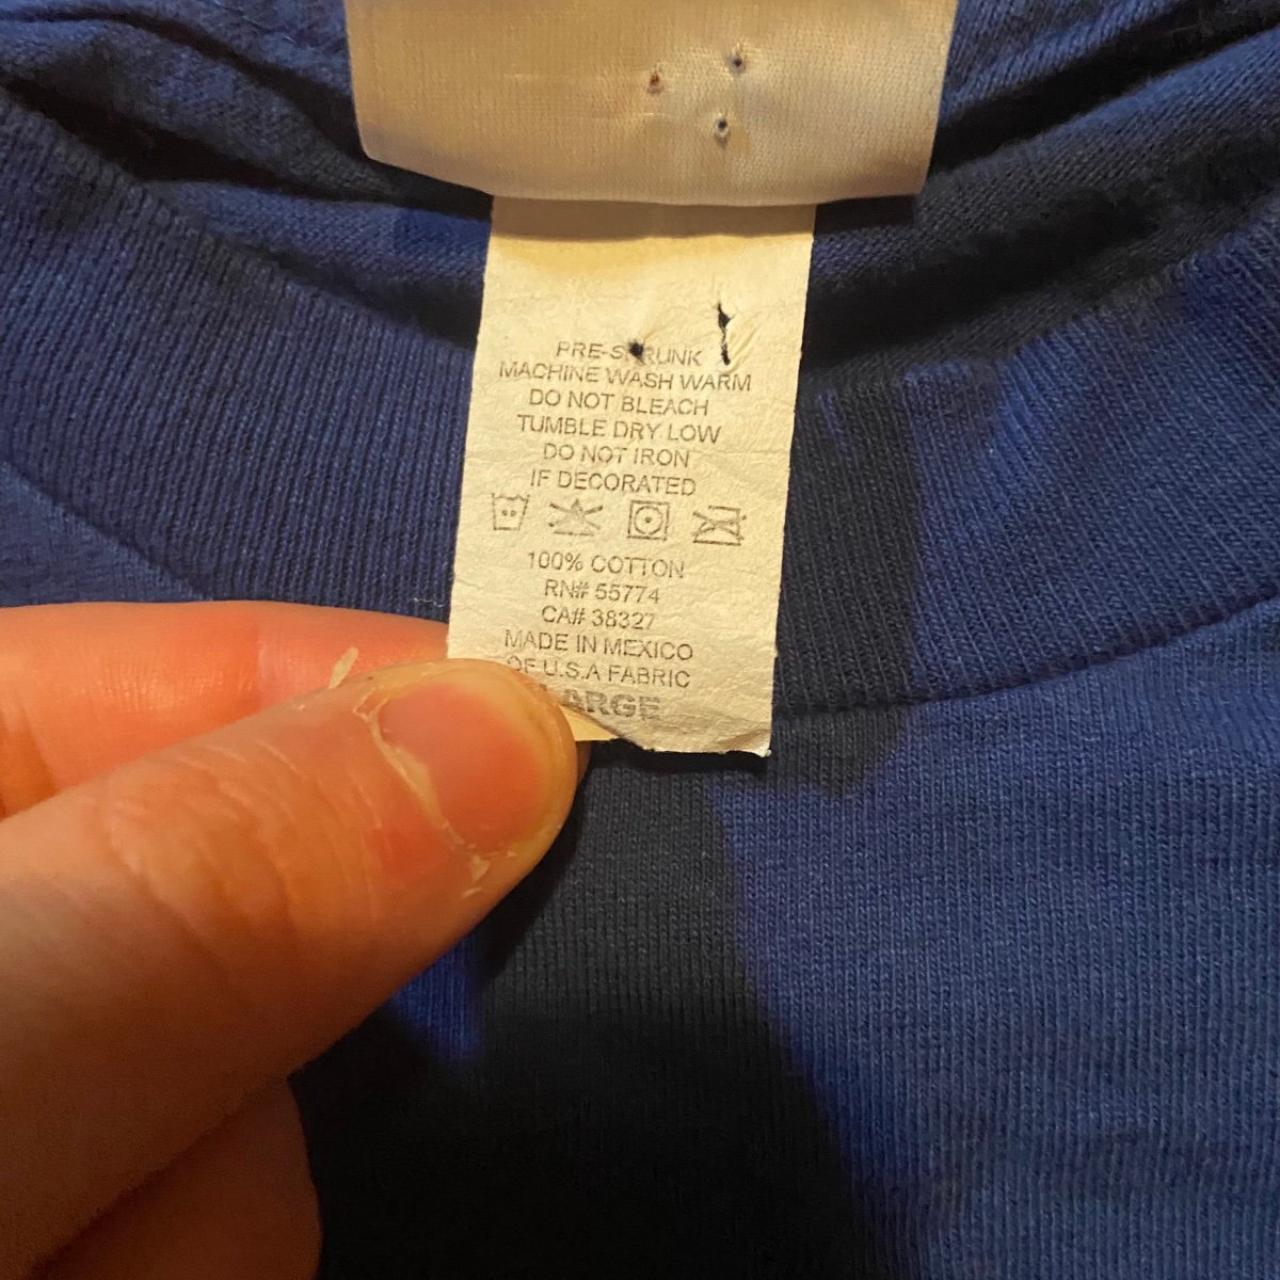 PRE-SHRUNK
MACHINE WASH WARM
DO NOT BLEACH
TUMBLE DRY LOW
DO NOT IRON
IF DECORATED
100% COTTON
RN# 55774
CA# 38327
MADE IN MEXICO
OF U.S.A FABRIC